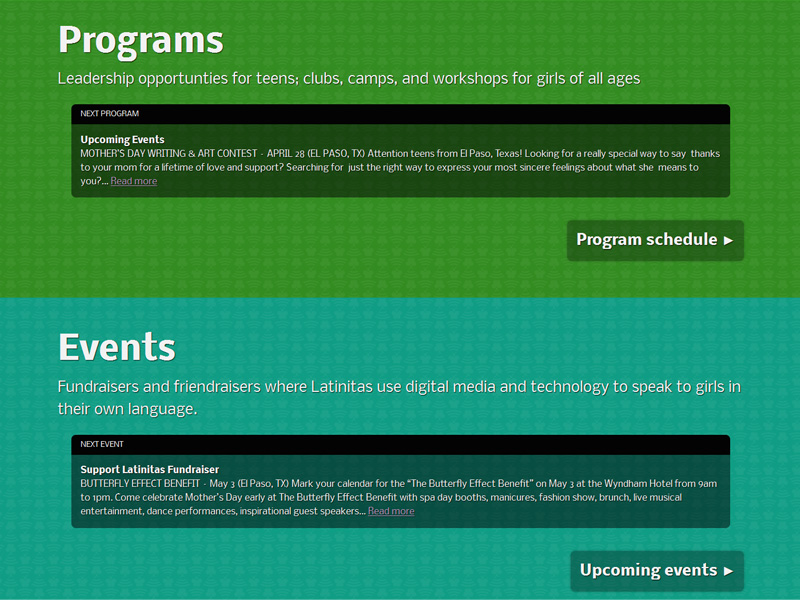 Programs
Leadership opportunties for teens; clubs, camps, and workshops for girls of all ages
NEXT PROGRAM
Upcoming Events
MOTHER'S DAY WRITING & ART CONTEST - APRIL 28 (EL PASO, TX) Attention teens from El Paso, Texas! Looking for a really special way to say thanks
to your mom for a lifetime of love and support? Searching for just the right way to express your most sincere feelings about what she means to
you?... Read more
Program schedule ►
Events
Fundraisers and friendraisers where Latinitas use digital media and technology to speak to girls in
their own language.
NEXT EVENT
Support Latinitas Fundraiser
BUTTERFLY EFFECT BENEFIT - May 3 (El Paso, TX) Mark your calendar for the “The Butterfly Effect Benefit” on May 3 at the Wyndham Hotel from 9am
to 1pm. Come celebrate Mother's Day early at The Butterfly Effect Benefit with spa day booths, manicures, fashion show, brunch, live musical
entertainment, dance performances, inspirational guest speakers... Read more
Upcoming events ►